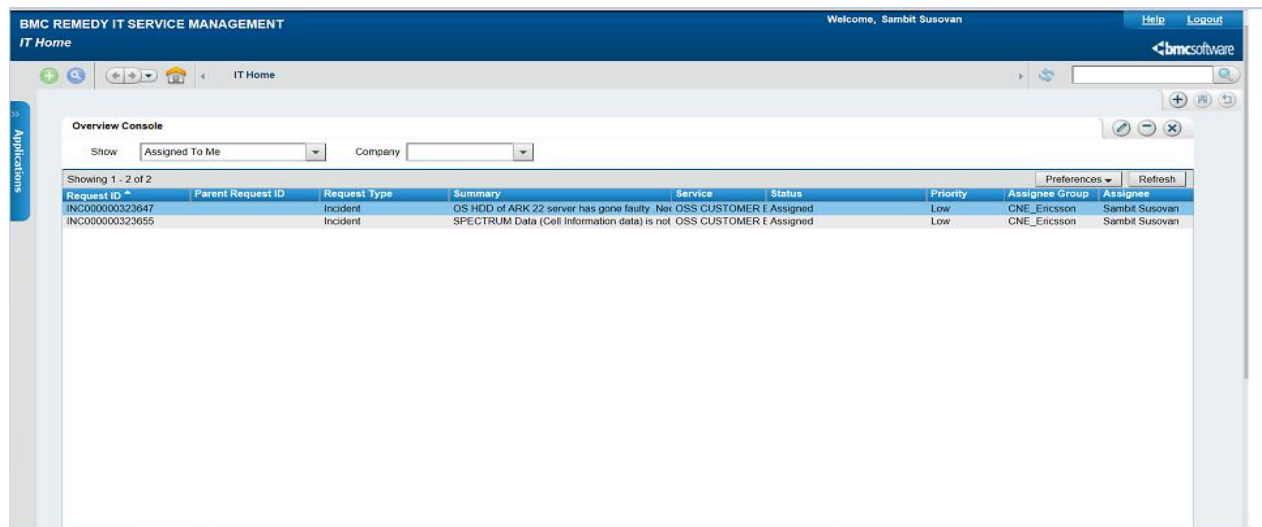 BMC REMEDY IT SERVICE MANAGEMENT Welcome, Sambit Susovan Help Logout
IT Home
bmcsoftware
IT Home
Applications
Overview Console
Show Assigned To Me Company
Showing 1 - 2 of 2 Preferences Refresh
Request ID Parent Request ID Request Type Summary Service Status Priority Assignee Group Assignee
INC000000323647 Incident OS HDD of ARK 22 server has gone faulty .Nee OSS CUSTOMER E Assigned Low CNE_Ericsson Sambit Susovan
INC000000323655 Incident SPECTRUM Data (Cell Information data) is not OSS CUSTOMER E Assigned Low CNE_Ericsson Sambit Susovan